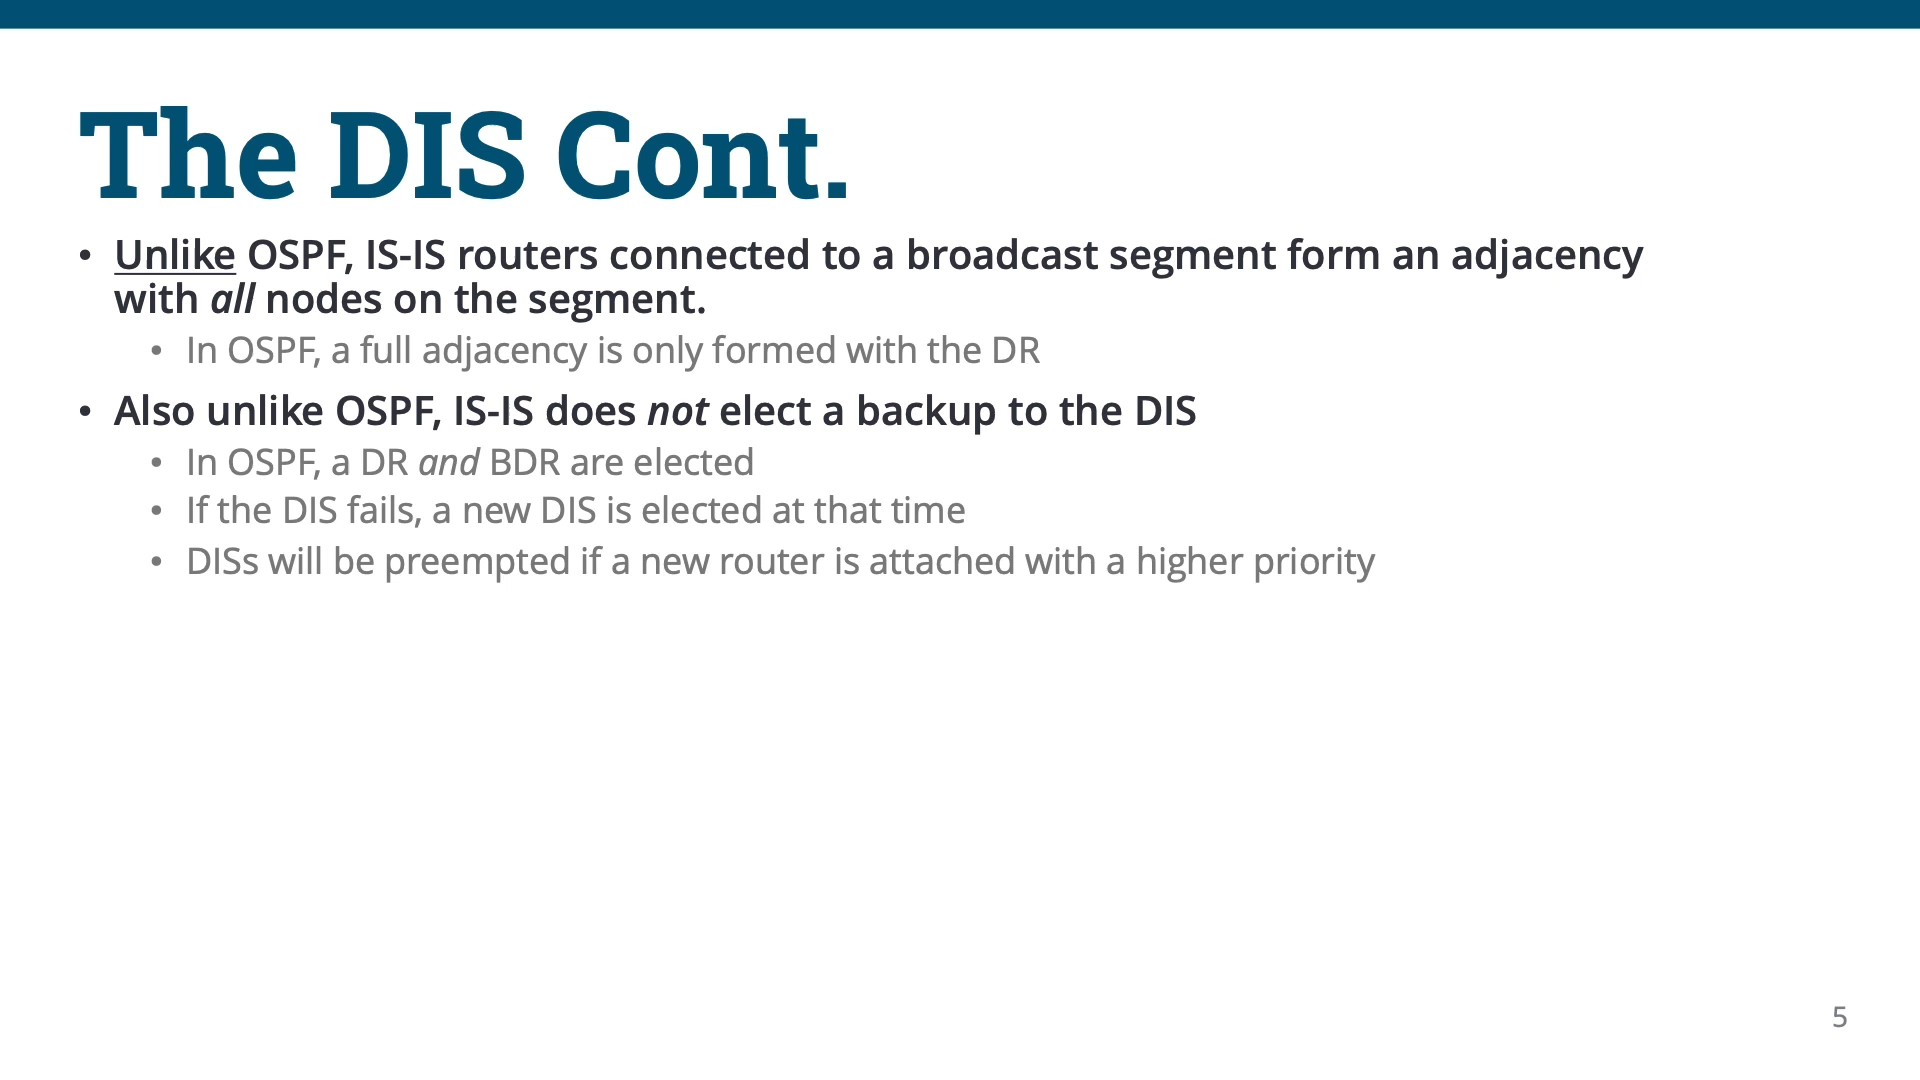 The DIS Cont.
• Unlike OSPF, IS-IS routers connected to a broadcast segment form an adjacency
with all nodes on the segment.
• In OSPF, a full adjacency is only formed with the DR
• Also unlike OSPF, IS-IS does not elect a backup to the DIS
• In OSPF, a DR and BDR are elected
• If the DIS fails, a new DIS is elected at that time
• DISs will be preempted if a new router is attached with a higher priority
5